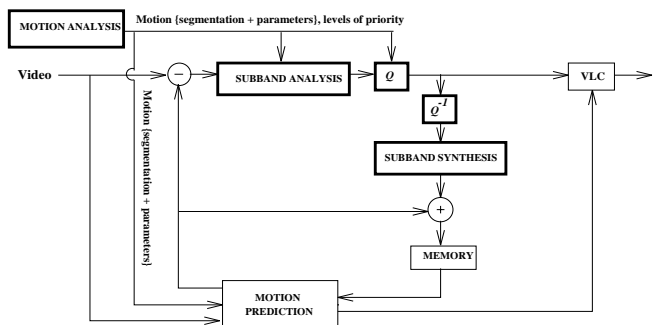 MOTION ANALYSIS
Motion {segmentation + parameters}, levels of priority
Video
−
SUBBAND ANALYSIS
Q
VLC
Q-1
Motion {segmentation + parameters}
SUBBAND SYNTHESIS
+
MEMORY
MOTION
PREDICTION